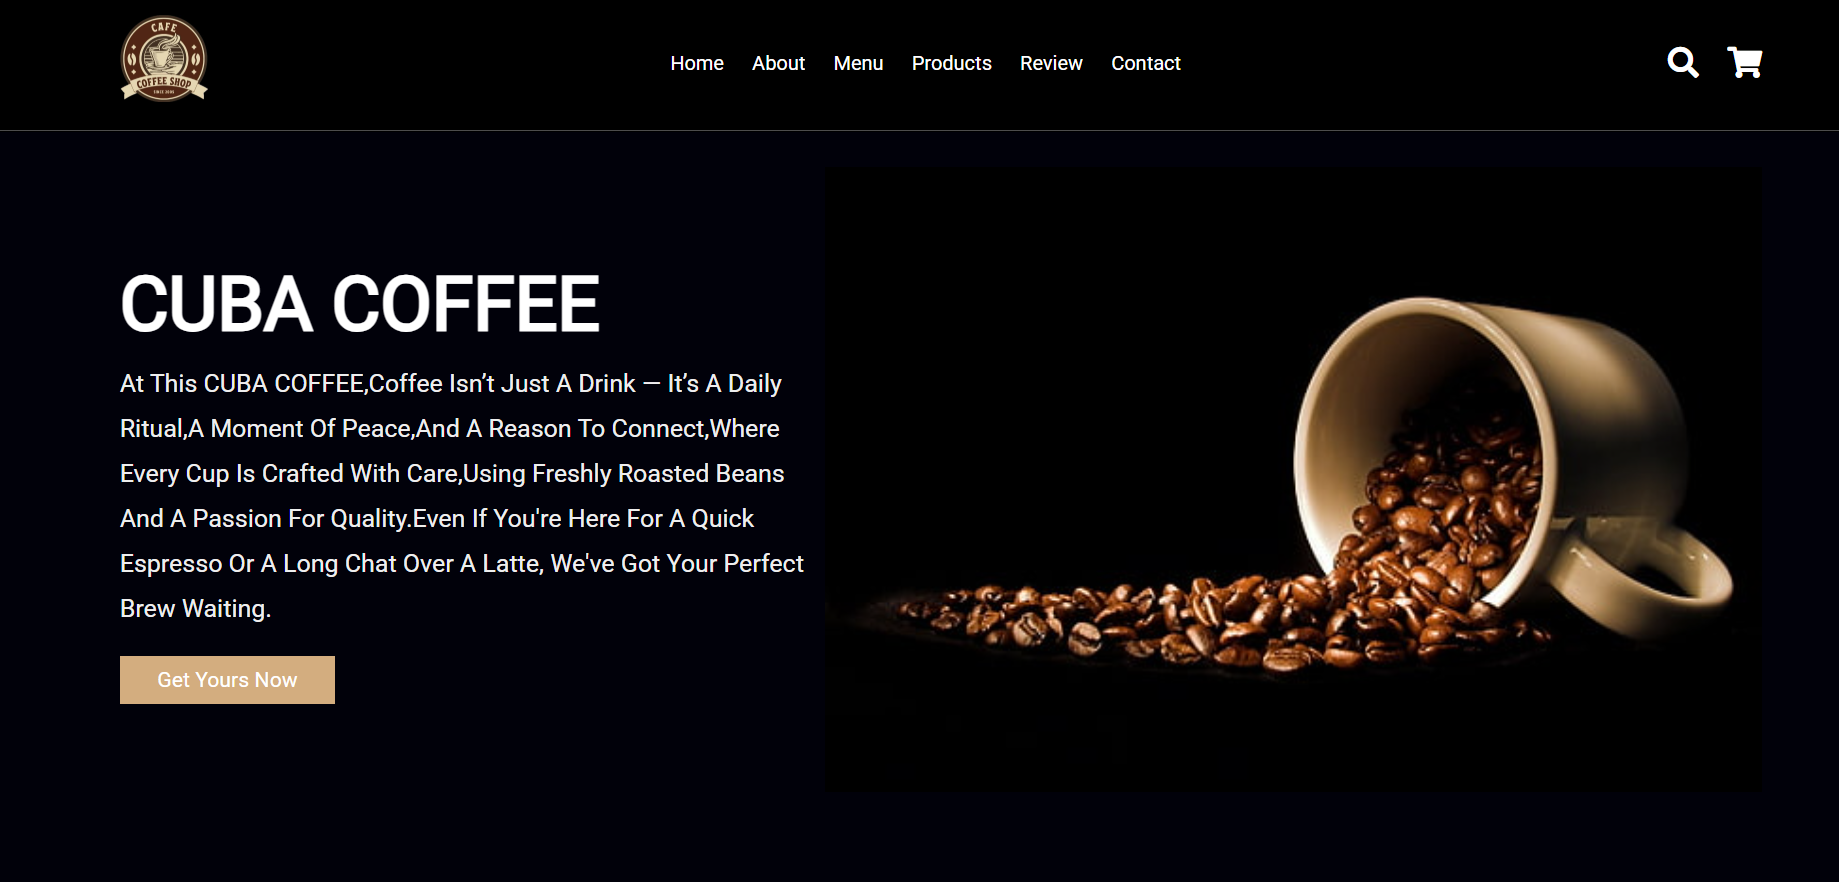 CAFE
COFFEE SHOP
Home About Menu Products Review Contact
CUBA COFFEE
At This CUBA COFFEE,Coffee Isn’t Just A Drink — It’s A Daily
Ritual,A Moment Of Peace,And A Reason To Connect,Where
Every Cup Is Crafted With Care,Using Freshly Roasted Beans
And A Passion For Quality.Even If You're Here For A Quick
Espresso Or A Long Chat Over A Latte, We've Got Your Perfect
Brew Waiting.
Get Yours Now